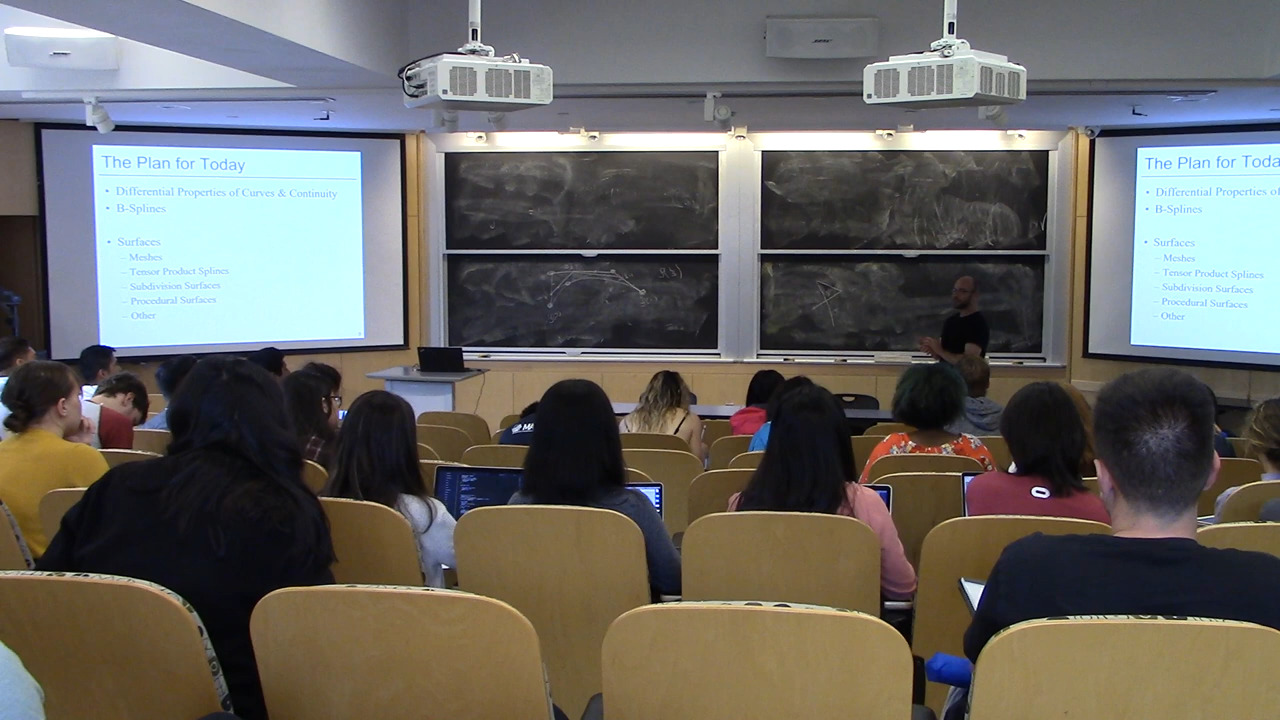 The Plan for Today
• Differential Properties of Curves & Continuity
• B-Splines
• Surfaces
– Meshes
– Tensor Product Splines
– Subdivision Surfaces
– Procedural Surfaces
– Other
The Plan for Toda
• Differential Properties of
• B-Splines
• Surfaces
– Meshes
– Tensor Product Splines
– Subdivision Surfaces
– Procedural Surfaces
– Other
BOSE